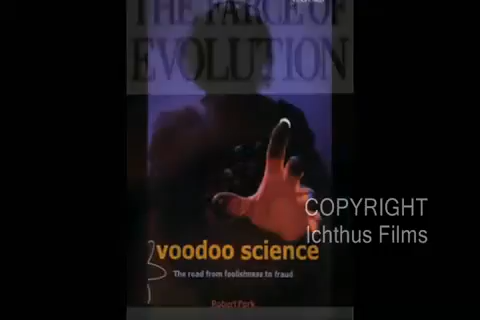 THE FARCE OF
EVOLUTION
COPYRIGHT
Ichthus Films
voodoo science
The road from foolishness to fraud
Robert Park